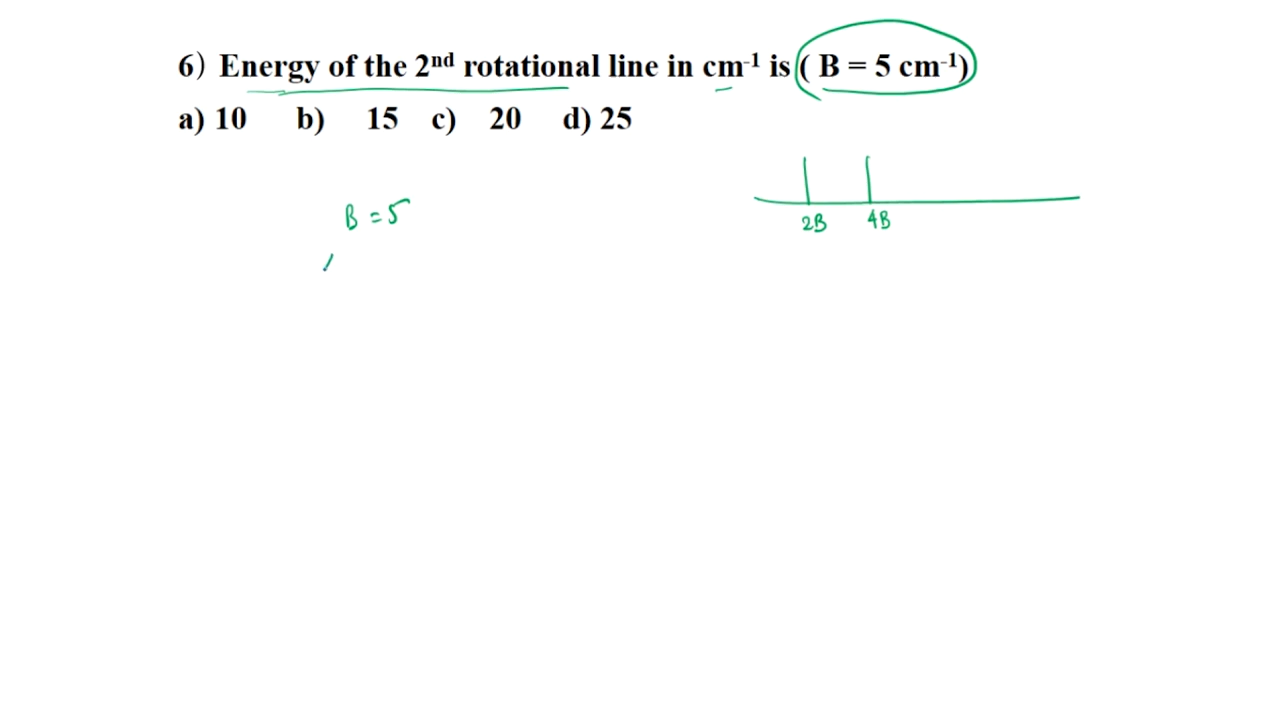 6) Energy of the 2nd rotational line in cm-1 is ( B = 5 cm-1)
a) 10 b) 15 c) 20 d) 25
2B 4B
B = 5